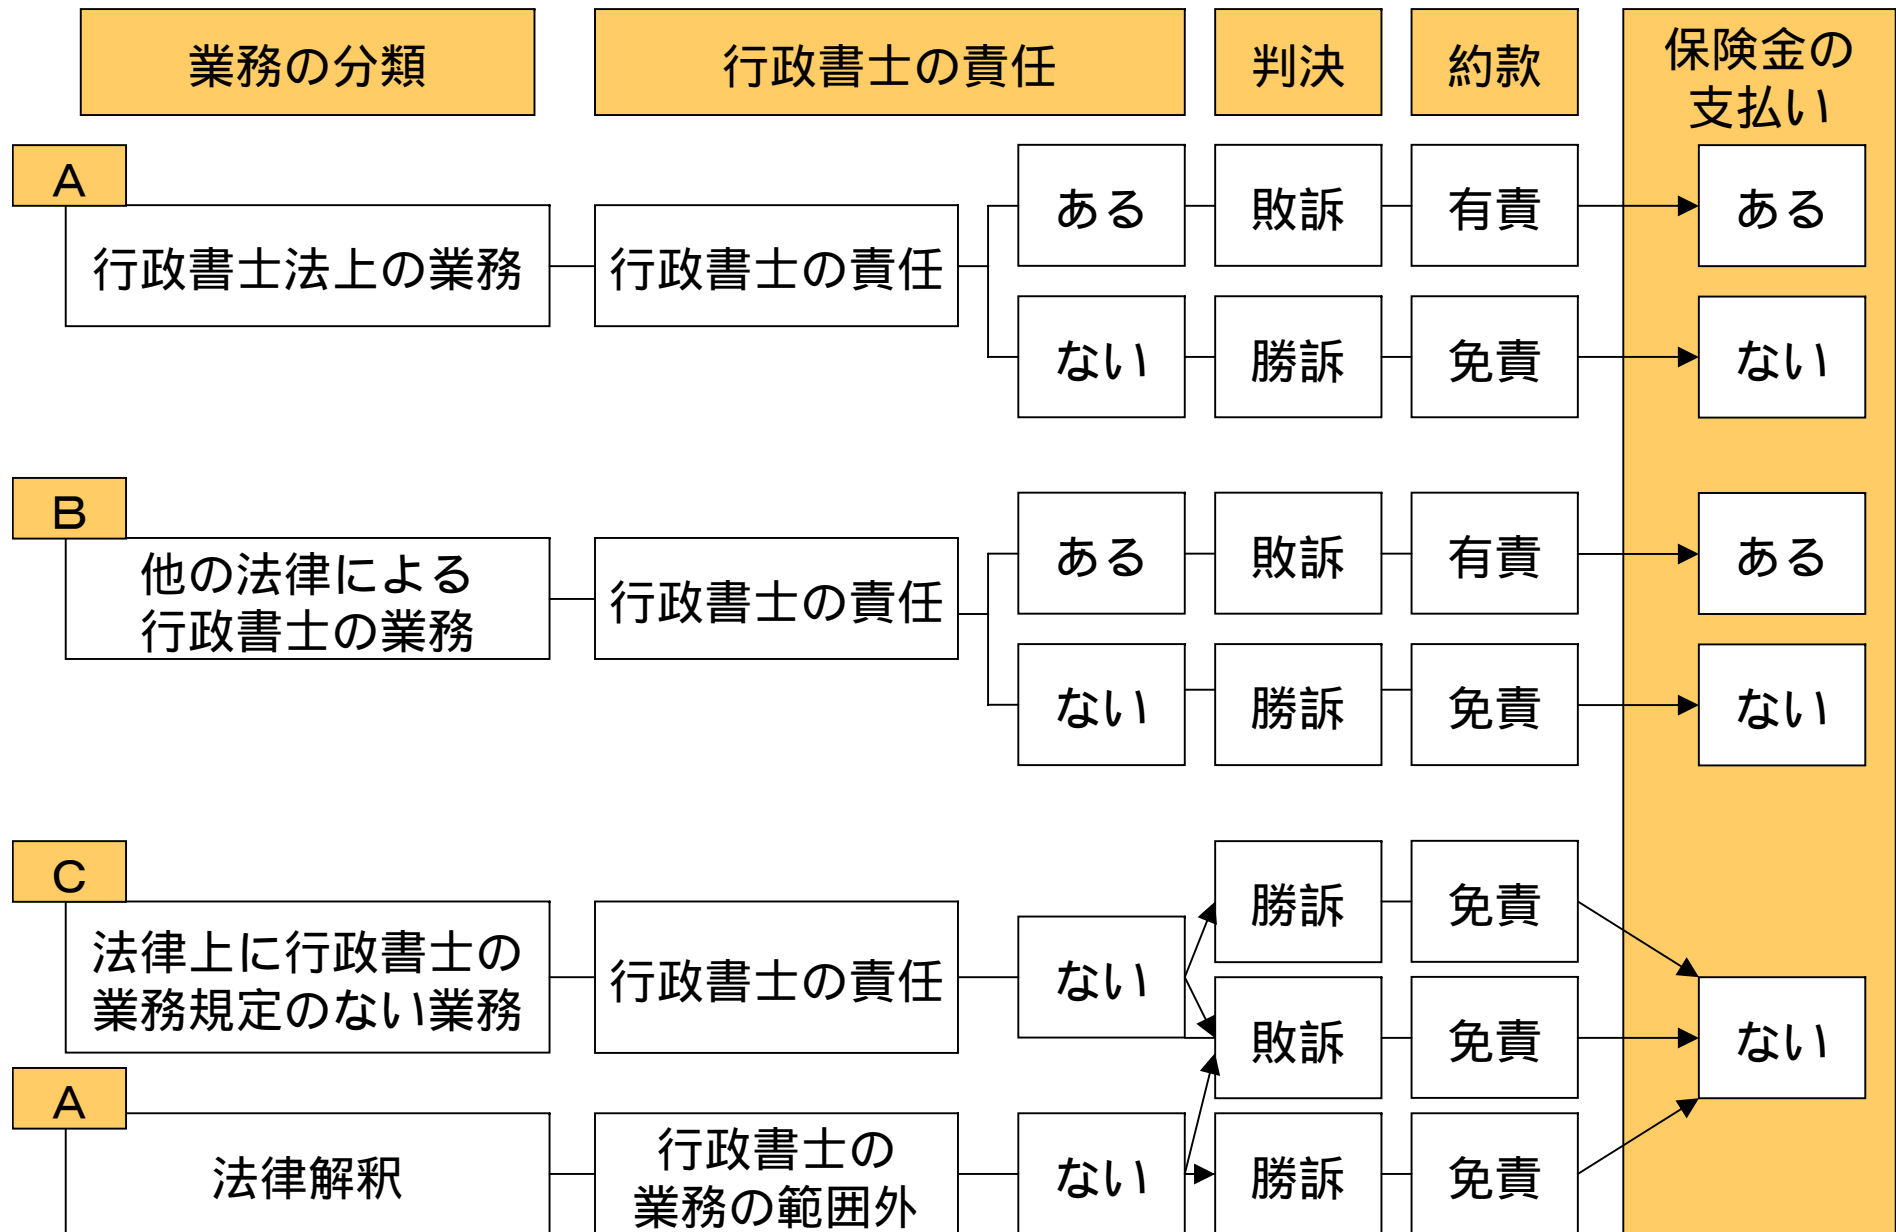 業務の分類
行政書士の責任
判決
約款
保険金の
支払い
A
行政書士法上の業務
行政書士の責任
ある
敗訴
有責
ある
ない
勝訴
免責
ない
B
他の法律による
行政書士の業務
行政書士の責任
ある
敗訴
有責
ある
ない
勝訴
免責
ない
C
法律上に行政書士の
業務規定のない業務
行政書士の責任
ない
勝訴
免責
敗訴
免責
ない
A
法律解釈
行政書士の
業務の範囲外
ない
勝訴
免責